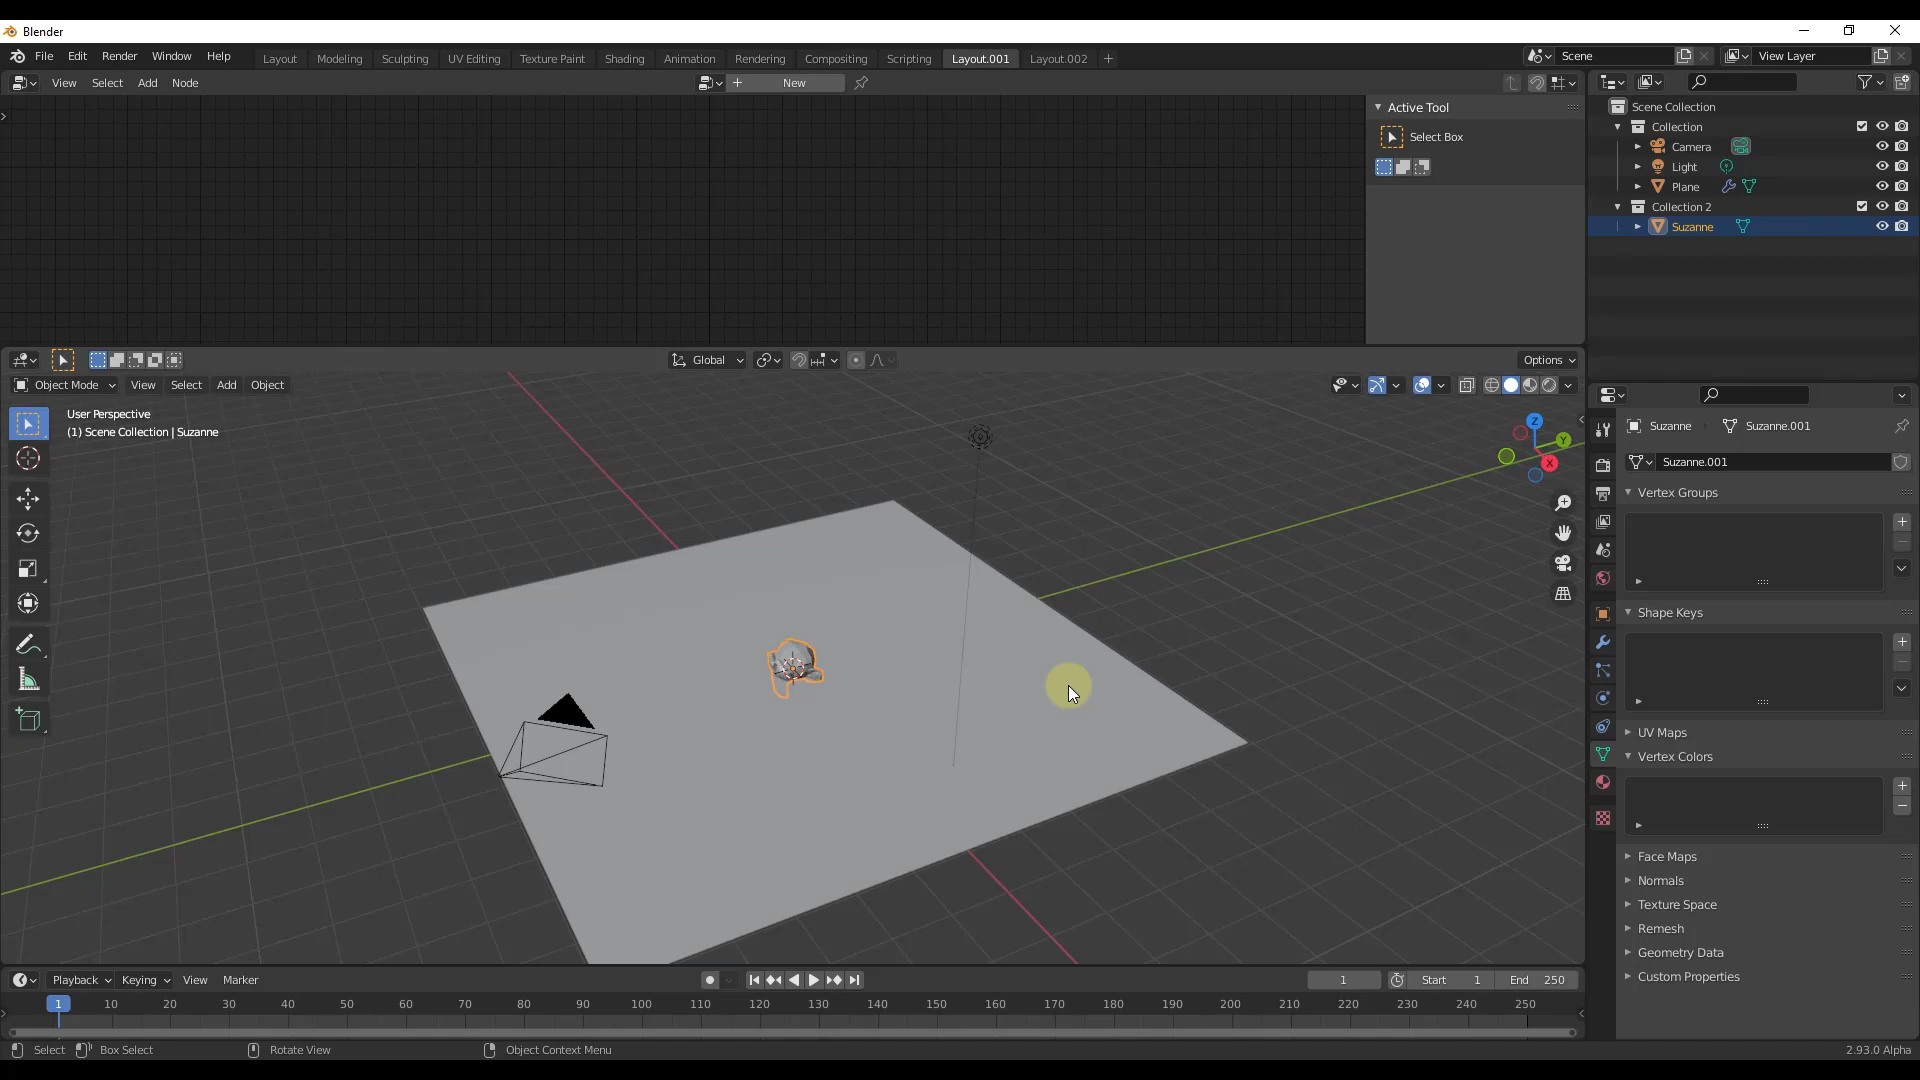 Blender
File Edit Render Window Help Layout Modeling Sculpting UV Editing Texture Paint Shading Animation Rendering Compositing Scripting Layout.001 Layout.002 + Scene View Layer
View Select Add Node New
Active Tool
Select Box
Scene Collection
Collection
Camera
Light
Plane
Collection 2
Suzanne
Global Options
Object Mode View Select Add Object
User Perspective
(1) Scene Collection | Suzanne
Z
Y
X
Suzanne Suzanne.001
Suzanne.001
Vertex Groups
Shape Keys
UV Maps
Vertex Colors
Face Maps
Normals
Texture Space
Remesh
Geometry Data
Custom Properties
Playback Keying View Marker 1 Start 1 End 250
1 10 20 30 40 50 60 70 80 90 100 110 120 130 140 150 160 170 180 190 200 210 220 230 240 250
Select Box Select Rotate View Object Context Menu 2.93.0 Alpha